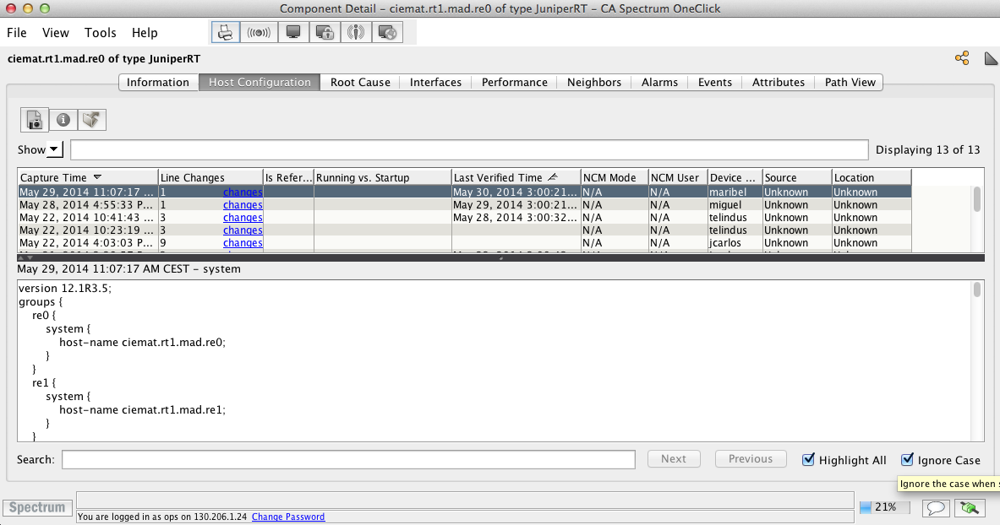 Component Detail - ciemat.rt1.mad.re0 of type JuniperRT - CA Spectrum OneClick
File View Tools Help
ciemat.rt1.mad.re0 of type JuniperRT
Information Host Configuration Root Cause Interfaces Performance Neighbors Alarms Events Attributes Path View
Show Displaying 13 of 13
Capture Time Line Changes Is Refer... Running vs. Startup Last Verified Time NCM Mode NCM User Device ... Source Location
May 29, 2014 11:07:17 ... 1 changes May 30, 2014 3:00:21... N/A N/A maribel Unknown Unknown
May 28, 2014 4:55:33 P... 1 changes May 29, 2014 3:00:21... N/A N/A miguel Unknown Unknown
May 22, 2014 10:41:43 ... 3 changes May 28, 2014 3:00:32... N/A N/A telindus Unknown Unknown
May 22, 2014 10:23:19 ... 3 changes N/A N/A telindus Unknown Unknown
May 22, 2014 4:03:03 P... 9 changes N/A N/A jcarlos Unknown Unknown
May 29, 2014 11:07:17 AM CEST - system
version 12.1R3.5;
groups {
re0 {
system {
host-name ciemat.rt1.mad.re0;
}
}
re1 {
system {
host-name ciemat.rt1.mad.re1;
}
}
Search: Next Previous Highlight All Ignore Case
Ignore the case when s
Spectrum 21%
You are logged in as ops on 130.206.1.24 Change Password